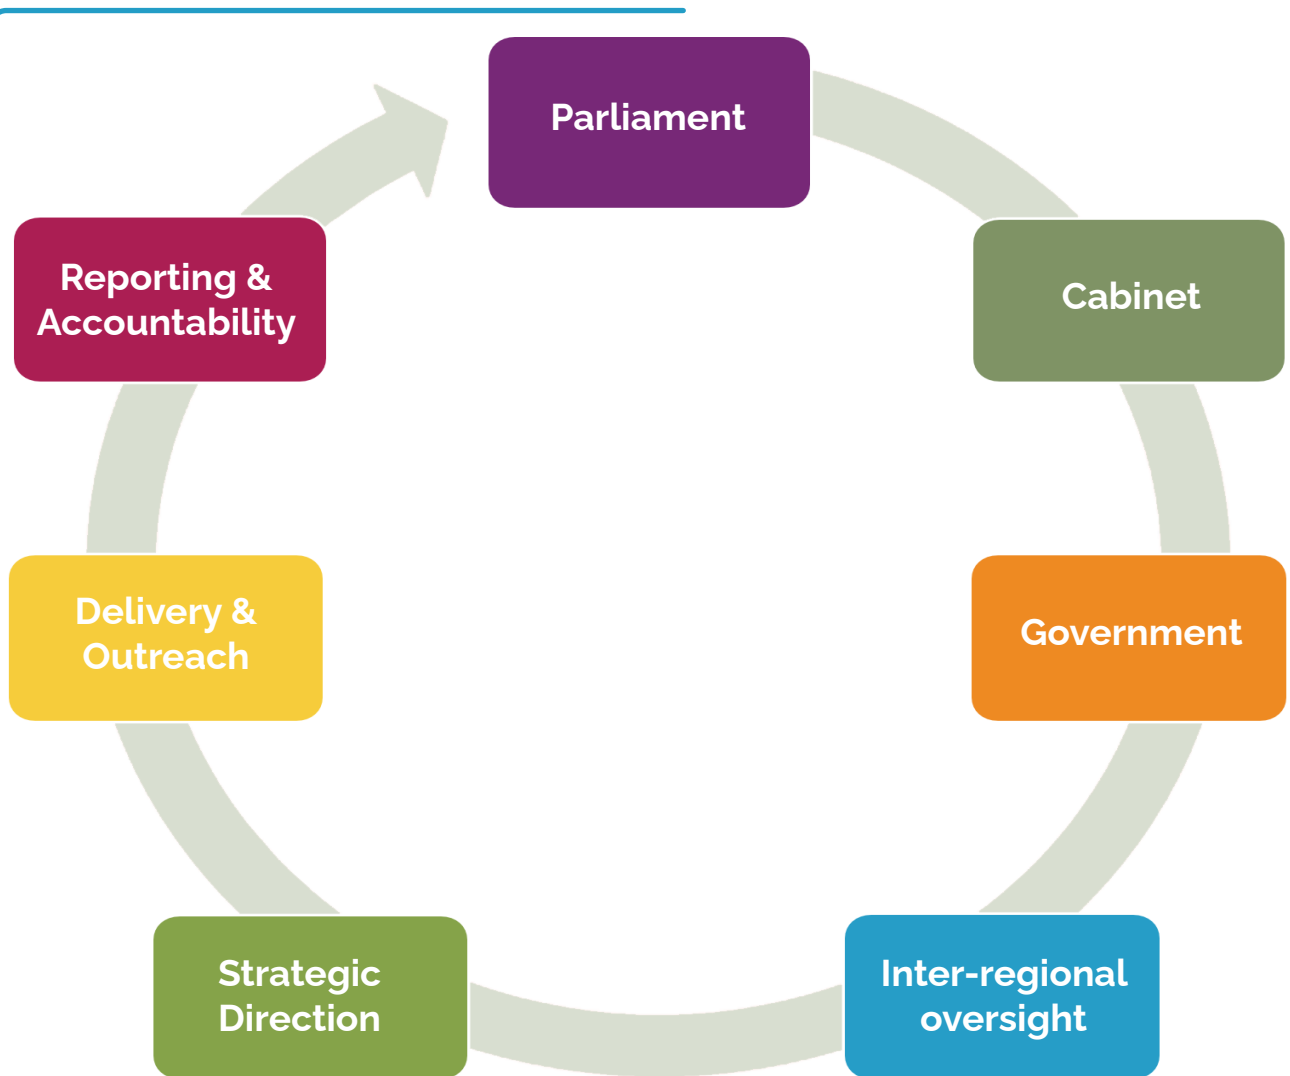 Parliament
Cabinet
Government
Inter-regional
oversight
Strategic
Direction
Delivery &
Outreach
Reporting &
Accountability